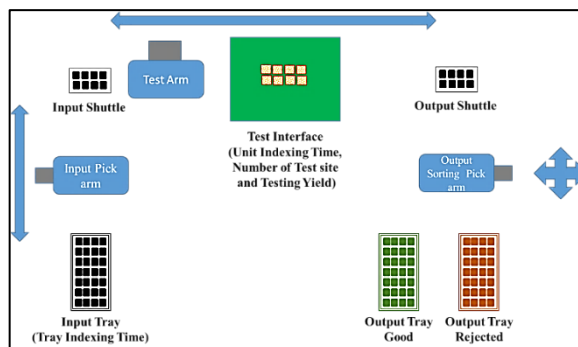 Test Arm
Input Shuttle
Output Shuttle
Test Interface
(Unit Indexing Time,
Number of Test site
and Testing Yield)
Input Pick
arm
Output
Sorting Pick
arm
Input Tray
(Tray Indexing Time)
Output Tray
Good
Output Tray
Rejected